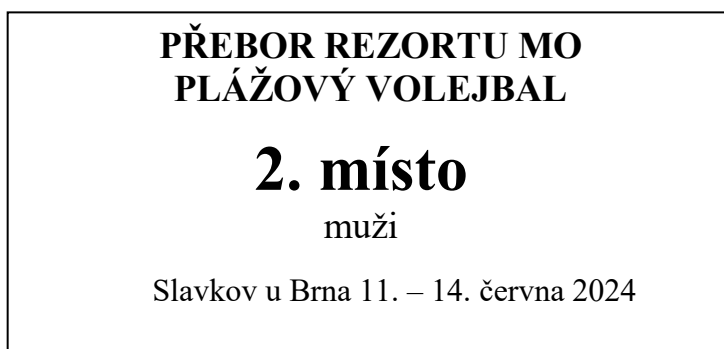 PŘEBOR REZORTU MO
PLÁŽOVÝ VOLEJBAL
2. místo
muži
Slavkov u Brna 11. – 14. června 2024